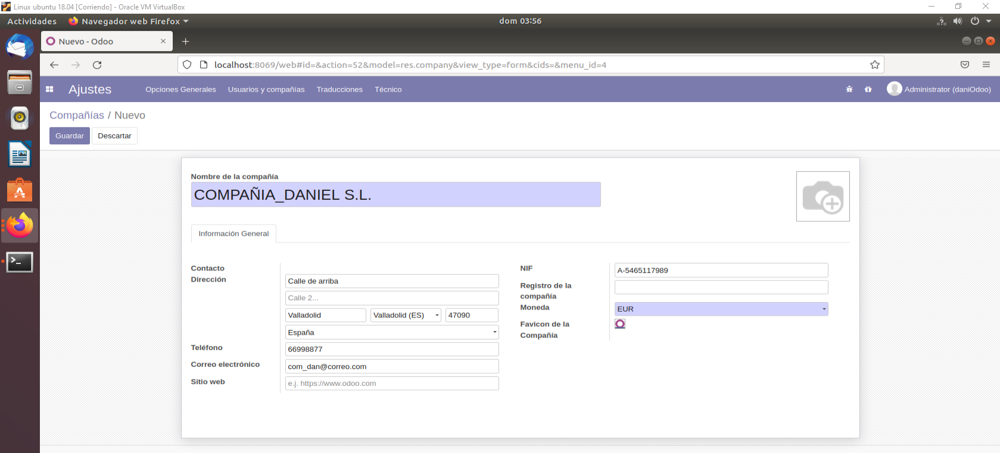 Linux ubuntu 18.04 [Corriendo] - Oracle VM VirtualBox
Actividades Navegador web Firefox dom 03:56
Nuevo - Odoo
localhost:8069/web#id=&action=52&model=res.company&view_type=form&cids=&menu_id=4
Ajustes Opciones Generales Usuarios y compañías Traducciones Técnico Administrator (daniOdoo)
Compañías / Nuevo
Guardar Descartar
Nombre de la compañía
COMPAÑIA_DANIEL S.L.
Información General
Contacto
Dirección
Calle de arriba
Calle 2...
Valladolid Valladolid (ES) 47090
España
Teléfono 66998877
Correo electrónico com_dan@correo.com
Sitio web e.j. https://www.odoo.com
NIF A-5465117989
Registro de la
compañía
Moneda EUR
Favicon de la
Compañía